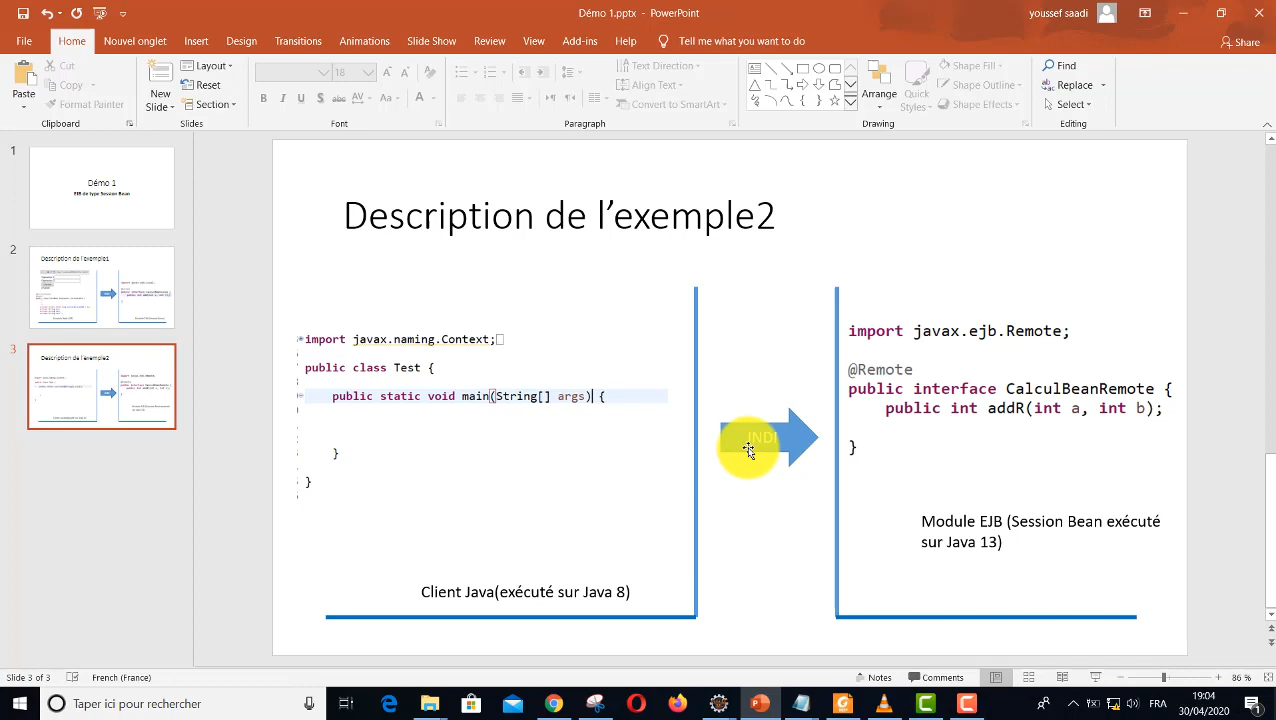 Démo 1.pptx - PowerPoint
youssef saadi
File Home Nouvel onglet Insert Design Transitions Animations Slide Show Review View Add-ins Help Tell me what you want to do Share
Paste
Cut
Copy
Format Painter
Clipboard
New
Slide
Layout
Reset
Section
Slides
18
Font
Paragraph
Text Direction
Align Text
Convert to SmartArt
Arrange
Quick
Styles
Shape Fill
Shape Outline
Shape Effects
Drawing
Find
Replace
Select
Editing
1
Démo 1
EJB de type Session Bean
2
Description de l'exemple1
3
Description de l'exemple2
Description de l’exemple2
import javax.naming.Context;
public class Test {
public static void main(String[] args) {
}
}
Client Java(exécuté sur Java 8)
JNDI
import javax.ejb.Remote;
@Remote
public interface CalculBeanRemote {
public int addR(int a, int b);
}
Module EJB (Session Bean exécuté
sur Java 13)
Slide 3 of 3 French (France) Notes Comments 86 %
Taper ici pour rechercher
19:04
30/04/2020